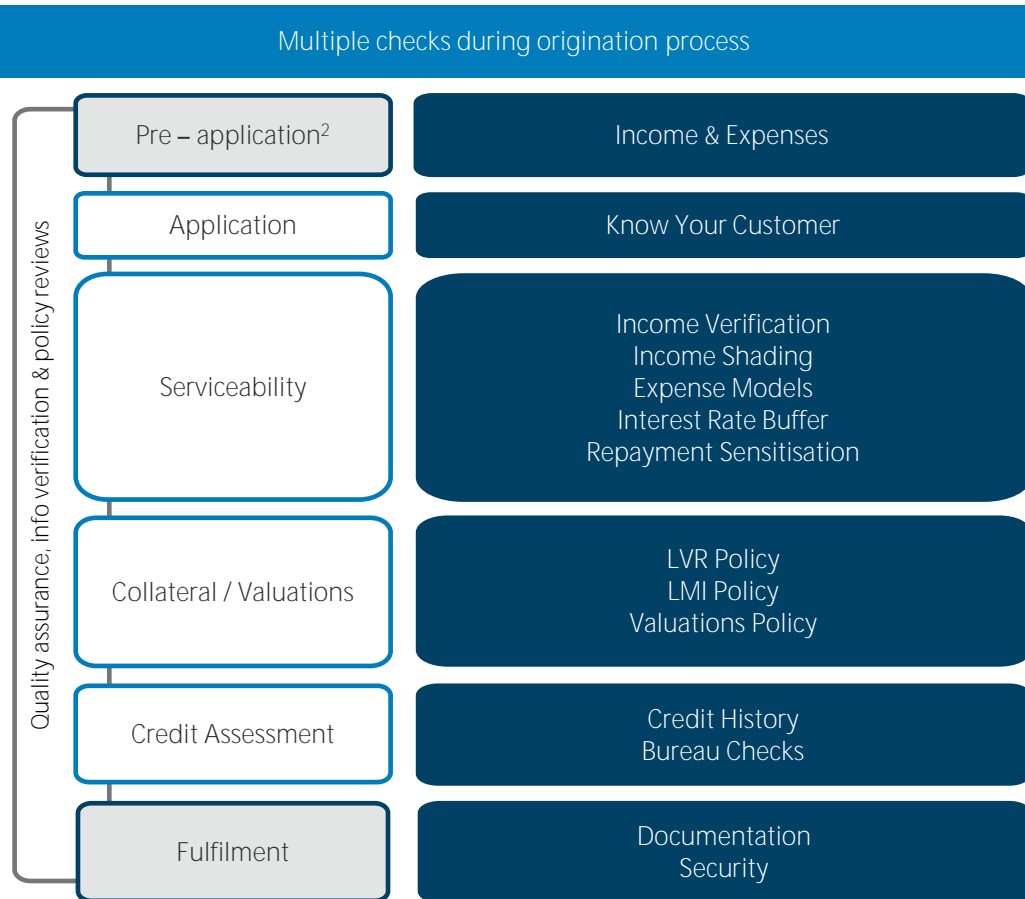 Multiple checks during origination process
Quality assurance, info verification & policy reviews
Pre – application²
Income & Expenses
Application
Know Your Customer
Serviceability
Income Verification
Income Shading
Expense Models
Interest Rate Buffer
Repayment Sensitisation
Collateral / Valuations
LVR Policy
LMI Policy
Valuations Policy
Credit Assessment
Credit History
Bureau Checks
Fulfilment
Documentation
Security